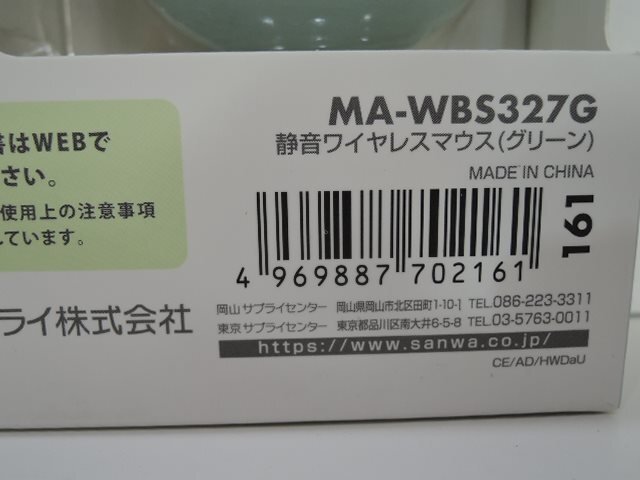 MA-WBS327G
静音ワイヤレスマウス(グリーン)
MADE IN CHINA
161
4 969887 702161
はWEBで
さい。
使用上の注意事項
しています。
ライ株式会社
岡山サプライセンター 岡山県岡山市北区田町1-10-1 TEL.086-223-3311
東京サプライセンター 東京都品川区南大井6-5-8 TEL.03-5763-0011
https://www.sanwa.co.jp/
CE/AD/HWDaU